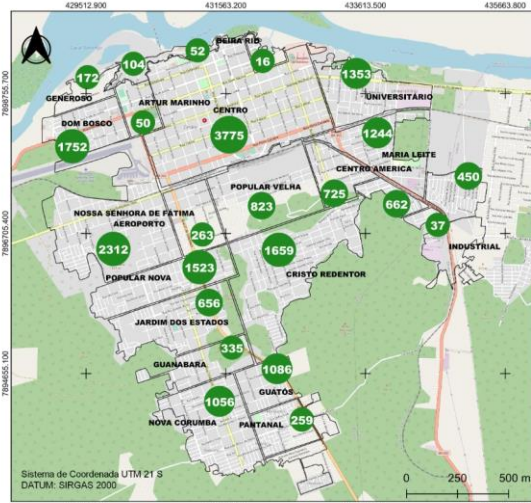 429512.900 431563.200 433613.500 435663.800
7898755.700
7896705.400
7894655.100
BEIRA RIO
52
16
104
172
1353
GENEROSO
UNIVERSITÁRIO
ARTUR MARINHO
CENTRO
DOM BOSCO
50
1244
3775
1752
MARIA LEITE
CENTRO AMERICA
450
POPULAR VELHA
725
662
823
NOSSA SENHORA DE FÁTIMA
AEROPORTO
37
263
2312
1659
INDUSTRIAL
1523
POPULAR NOVA
CRISTO REDENTOR
656
JARDIM DOS ESTADOS
335
GUANABARA
1086
GUATÓS
1056
NOVA CORUMBA
PANTANAL
259
Sistema de Coordenada UTM 21 S
DATUM: SIRGAS 2000
0 250 500 m